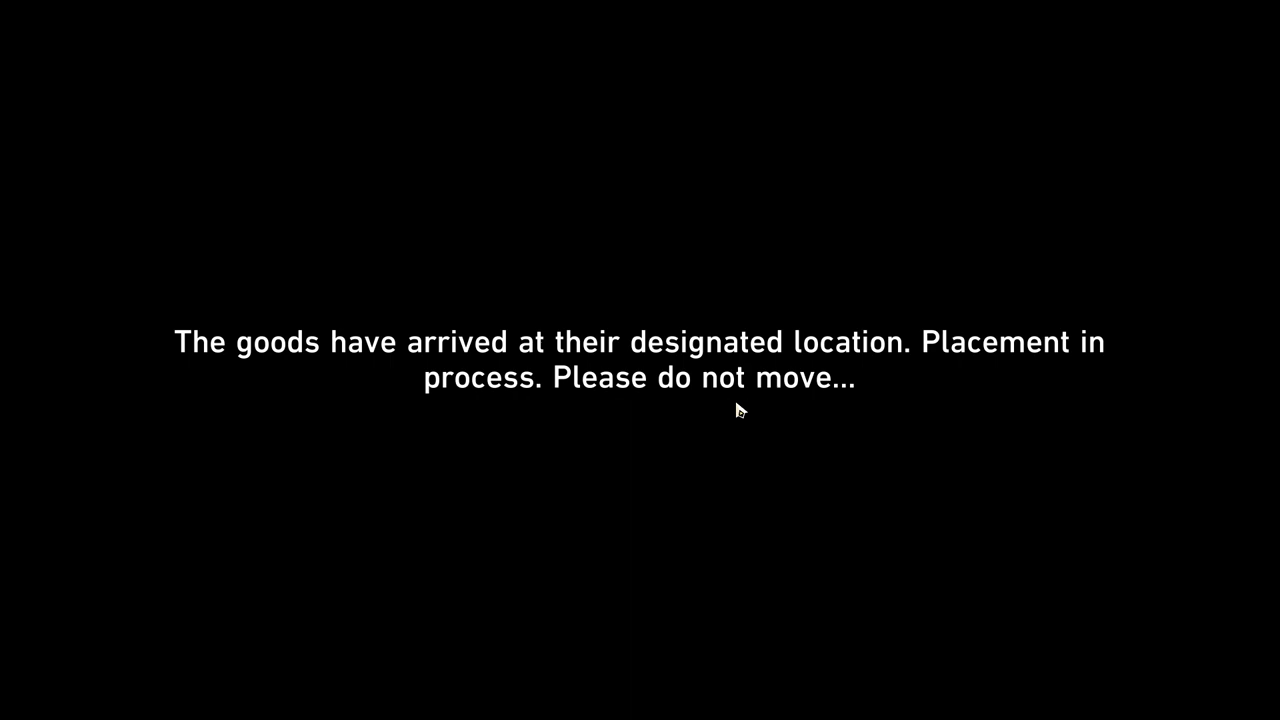 The goods have arrived at their designated location. Placement in
process. Please do not move...